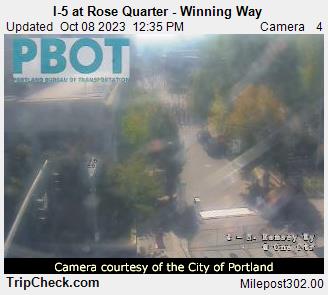 I-5 at Rose Quarter - Winning Way
Updated Oct 08 2023 12:35 PM Camera 4
PBOT
PORTLAND BUREAU OF TRANSPORTATION
Camera courtesy of the City of Portland
TripCheck.com Milepost302.00